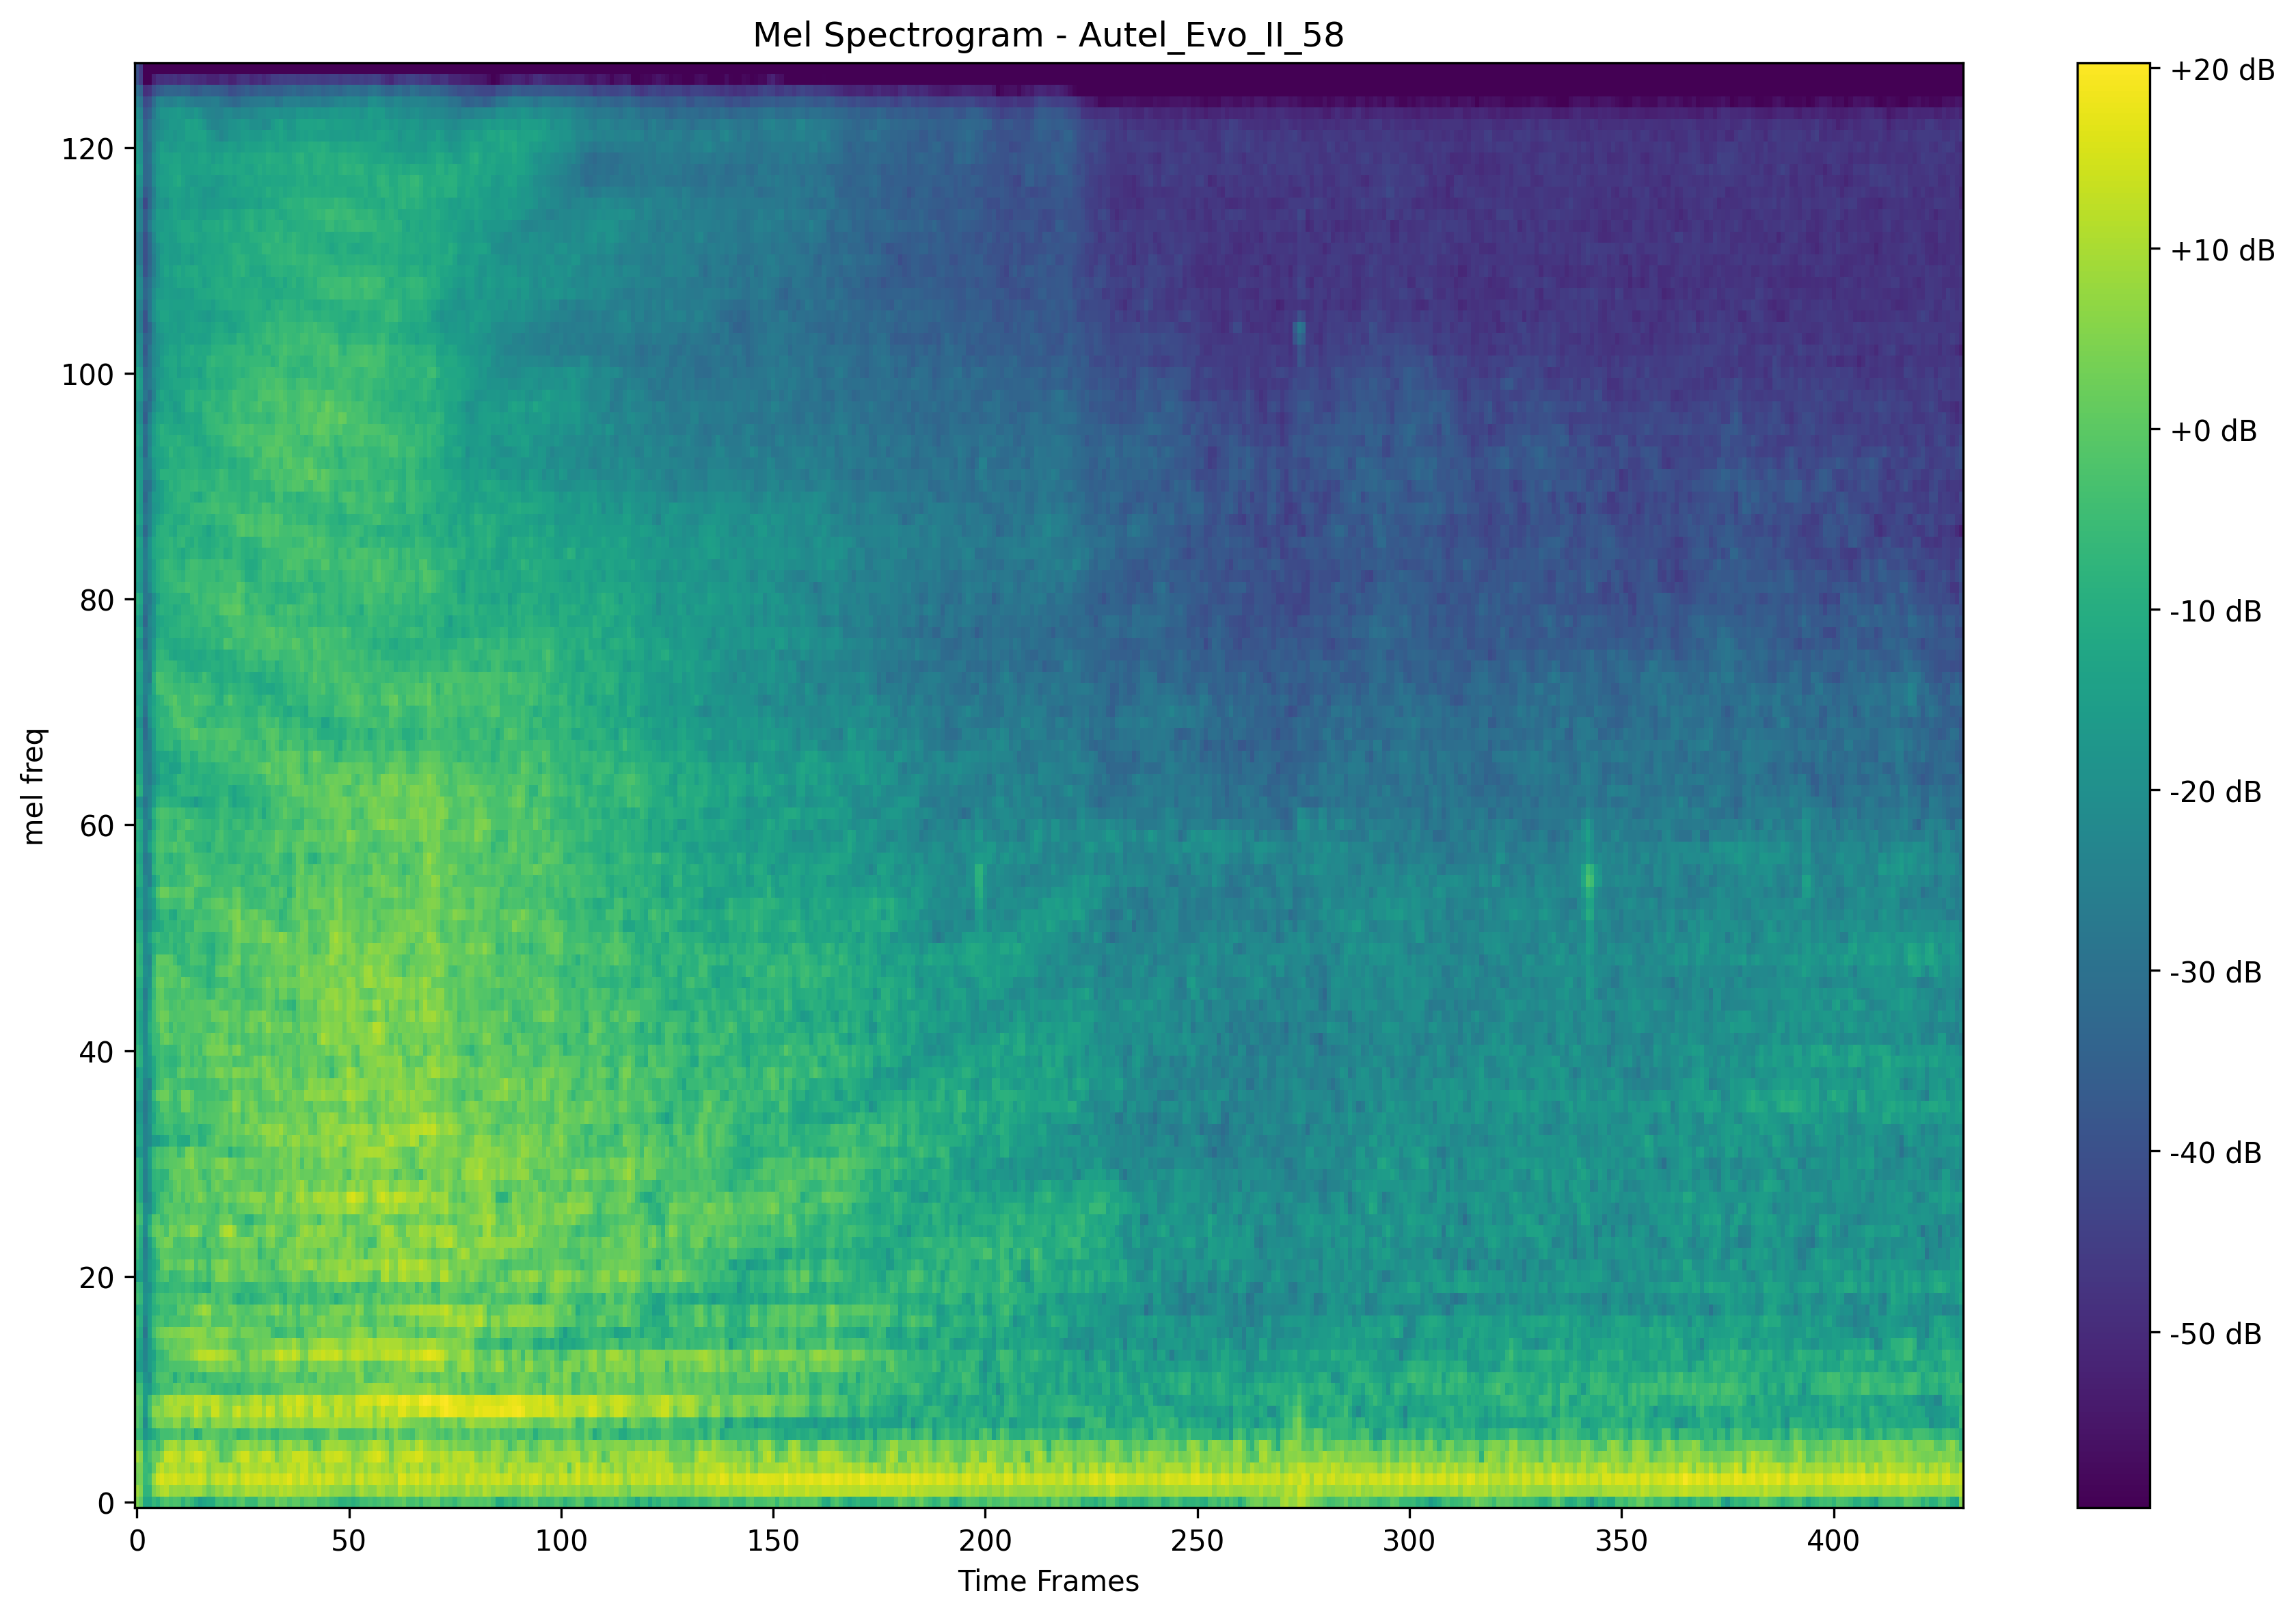 Mel Spectrogram - Autel_Evo_II_58
120
100
80
60
40
20
0
mel freq
0 50 100 150 200 250 300 350 400
Time Frames
+20 dB
+10 dB
+0 dB
-10 dB
-20 dB
-30 dB
-40 dB
-50 dB